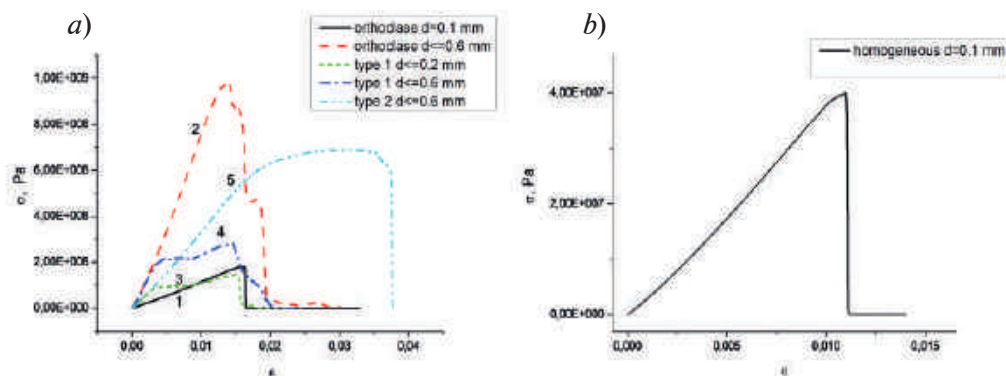 a)
orthoclase d=0.1 mm
orthoclase d<=0.6 mm
type 1 d<=0.2 mm
type 1 d<=0.6 mm
type 2 d<=0.6 mm
1,00E+009
8,00E+008
6,00E+008
4,00E+008
2,00E+008
0,00E+000
σ, Pa
2
5
4
3
1
0,00
0,01
0,02
0,03
0,04
ε
b)
homogeneous d=0.1 mm
4,00E+007
2,00E+007
0,00E+000
σ, Pa
0,000
0,005
0,010
0,015
ε